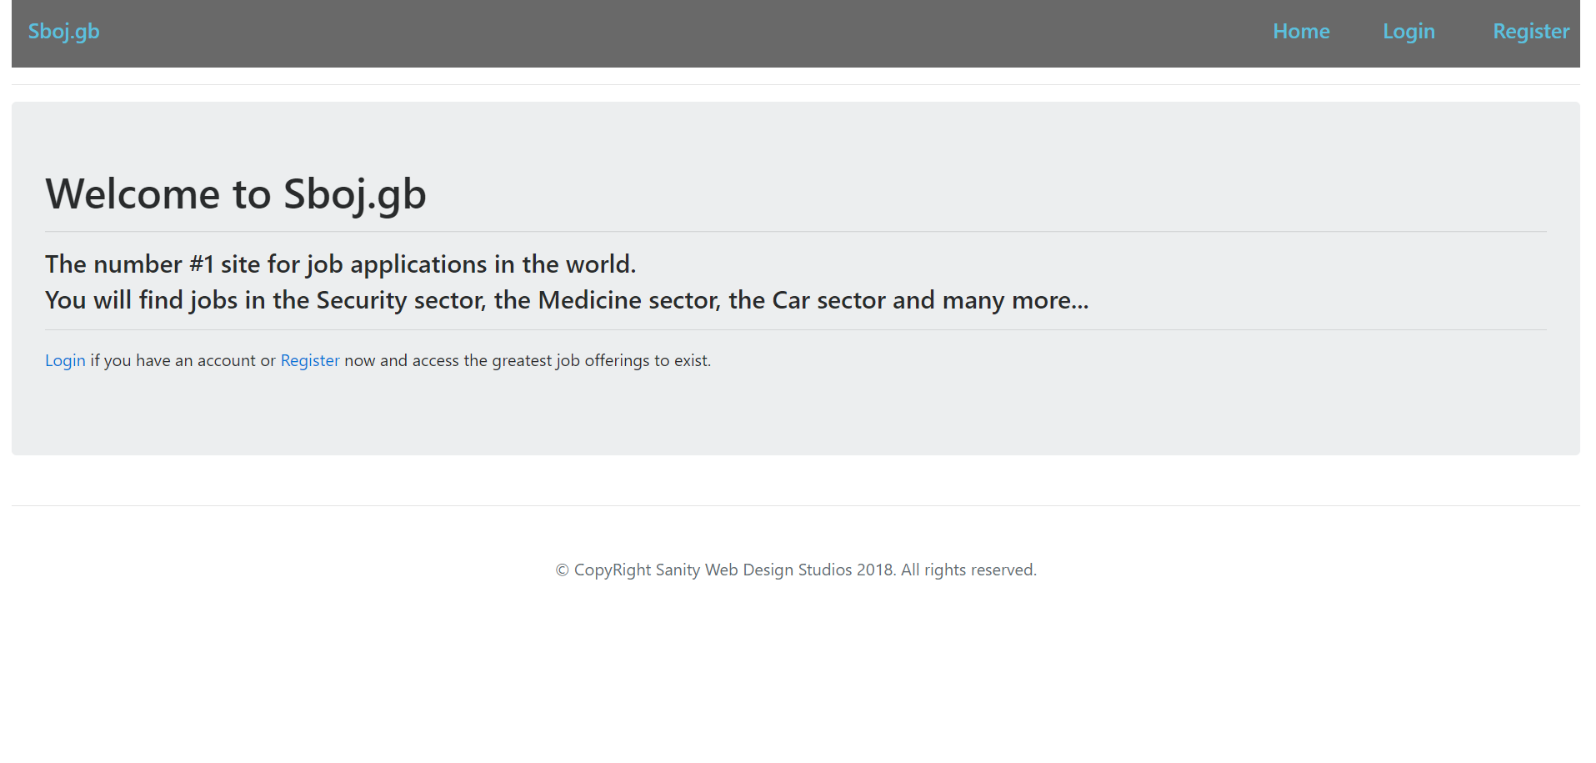 Sboj.gb
Home
Login
Register
Welcome to Sboj.gb
The number #1 site for job applications in the world.
You will find jobs in the Security sector, the Medicine sector, the Car sector and many more...
Login if you have an account or Register now and access the greatest job offerings to exist.
© CopyRight Sanity Web Design Studios 2018. All rights reserved.